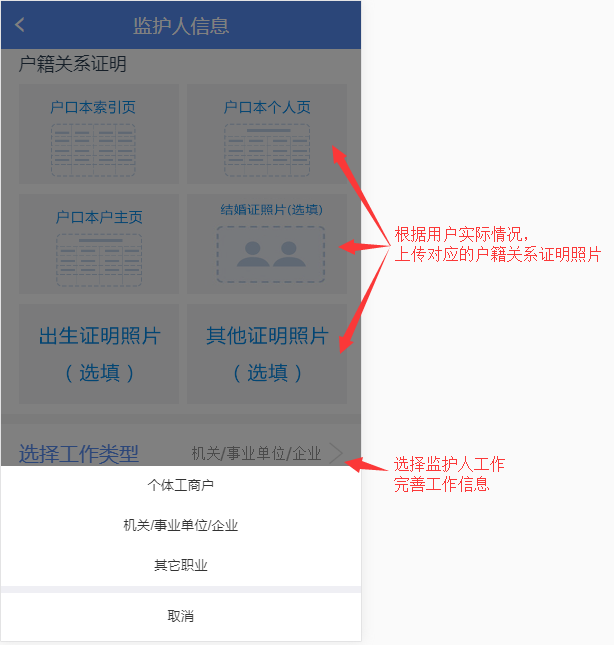 监护人信息
户籍关系证明
户口本索引页
户口本个人页
户口本户主页
结婚证照片(选填)
根据用户实际情况,
上传对应的户籍关系证明照片
出生证明照片
（选填）
其他证明照片
（选填）
选择工作类型
机关/事业单位/企业
选择监护人工作
完善工作信息
个体工商户
机关/事业单位/企业
其它职业
取消